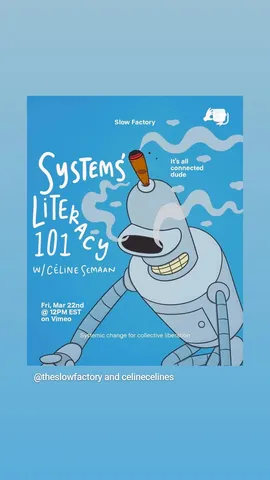 Slow Factory
SYSTEMS'
LITERACY
101
W/ CÉLINE SEMAAN
It's all
connected
dude
Fri, Mar 22nd
@ 12PM EST
on Vimeo
Systemic change for collective liberation
@theslowfactory and celinecelines